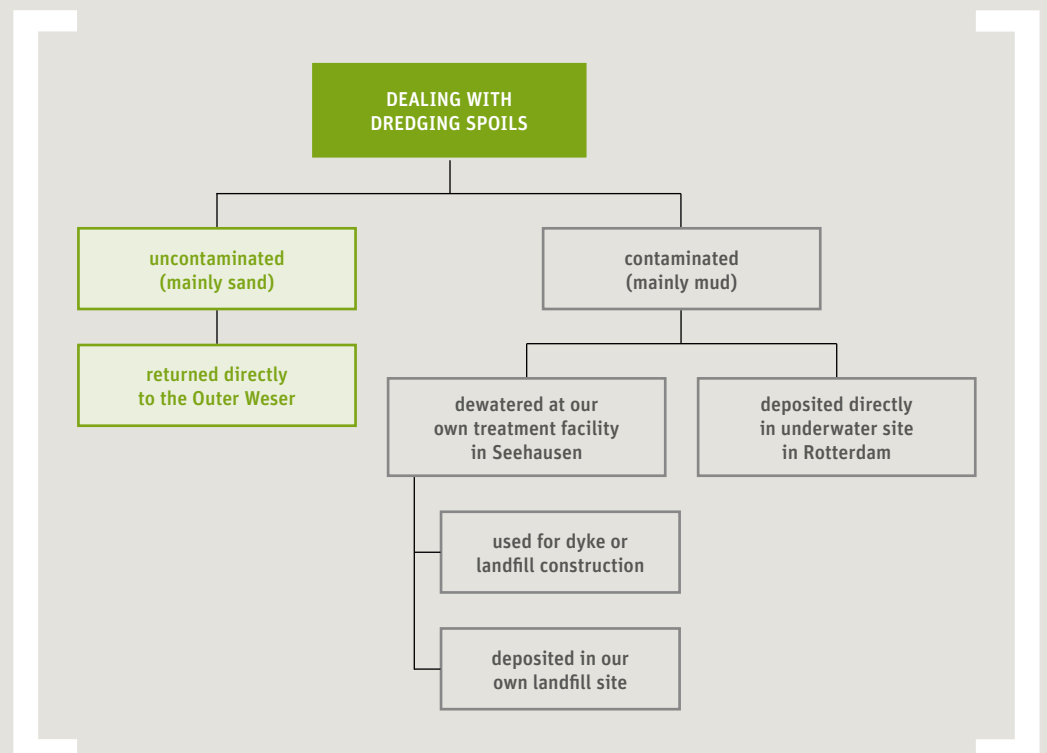 DEALING WITH
DREDGING SPOILS
uncontaminated
(mainly sand)
returned directly
to the Outer Weser
contaminated
(mainly mud)
dewatered at our
own treatment facility
in Seehausen
used for dyke or
landfill construction
deposited in our
own landfill site
deposited directly
in underwater site
in Rotterdam